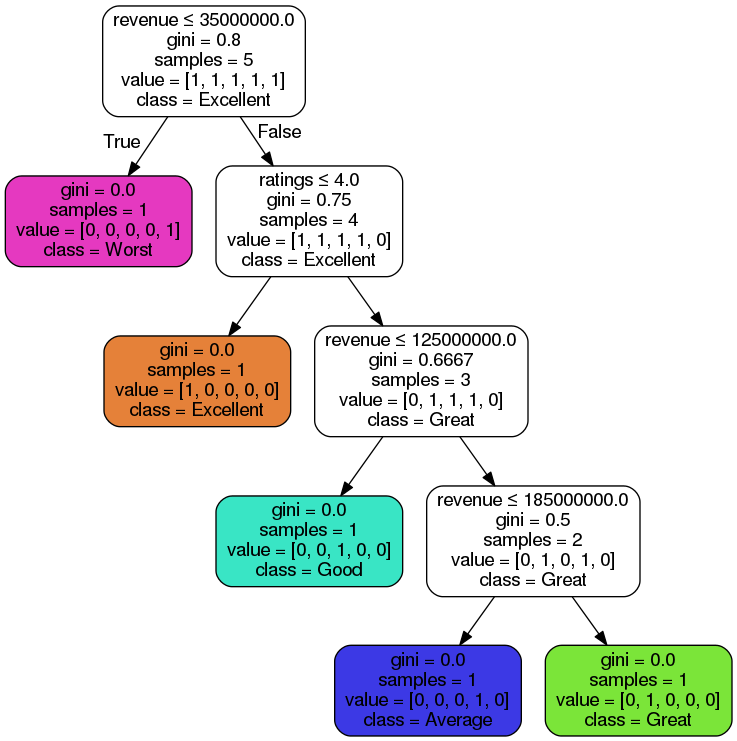 revenue ≤ 35000000.0
gini = 0.8
samples = 5
value = [1, 1, 1, 1, 1]
class = Excellent
True
False
gini = 0.0
samples = 1
value = [0, 0, 0, 0, 1]
class = Worst
ratings ≤ 4.0
gini = 0.75
samples = 4
value = [1, 1, 1, 1, 0]
class = Excellent
gini = 0.0
samples = 1
value = [1, 0, 0, 0, 0]
class = Excellent
revenue ≤ 125000000.0
gini = 0.6667
samples = 3
value = [0, 1, 1, 1, 0]
class = Great
gini = 0.0
samples = 1
value = [0, 0, 1, 0, 0]
class = Good
revenue ≤ 185000000.0
gini = 0.5
samples = 2
value = [0, 1, 0, 1, 0]
class = Great
gini = 0.0
samples = 1
value = [0, 0, 0, 1, 0]
class = Average
gini = 0.0
samples = 1
value = [0, 1, 0, 0, 0]
class = Great